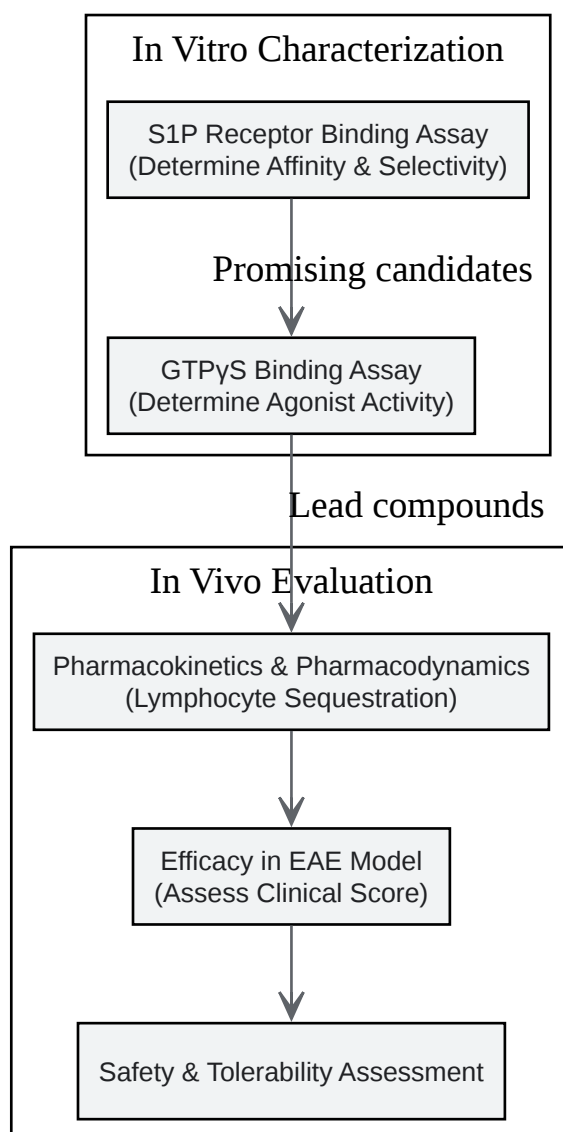 In Vitro Characterization
S1P Receptor Binding Assay
(Determine Affinity & Selectivity)
Promising candidates
GTPγS Binding Assay
(Determine Agonist Activity)
Lead compounds
In Vivo Evaluation
Pharmacokinetics & Pharmacodynamics
(Lymphocyte Sequestration)
Efficacy in EAE Model
(Assess Clinical Score)
Safety & Tolerability Assessment